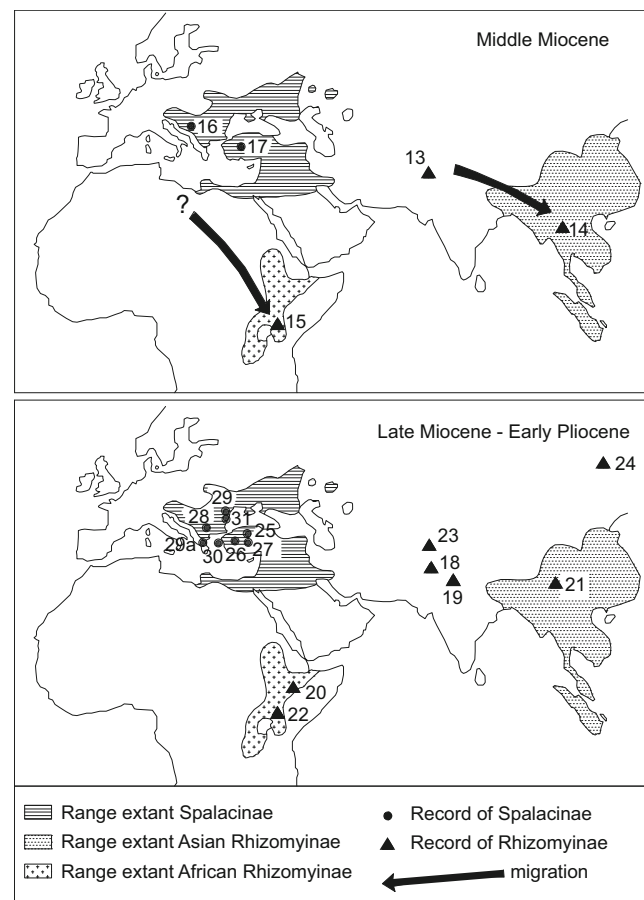 Middle Miocene
16
17
13
?
14
15
Late Miocene - Early Pliocene
24
29
28
31
25
23
29a
30
26
27
18
19
21
20
22
Range extant Spalacinae
Record of Spalacinae
Range extant Asian Rhizomyinae
Record of Rhizomyinae
Range extant African Rhizomyinae
migration